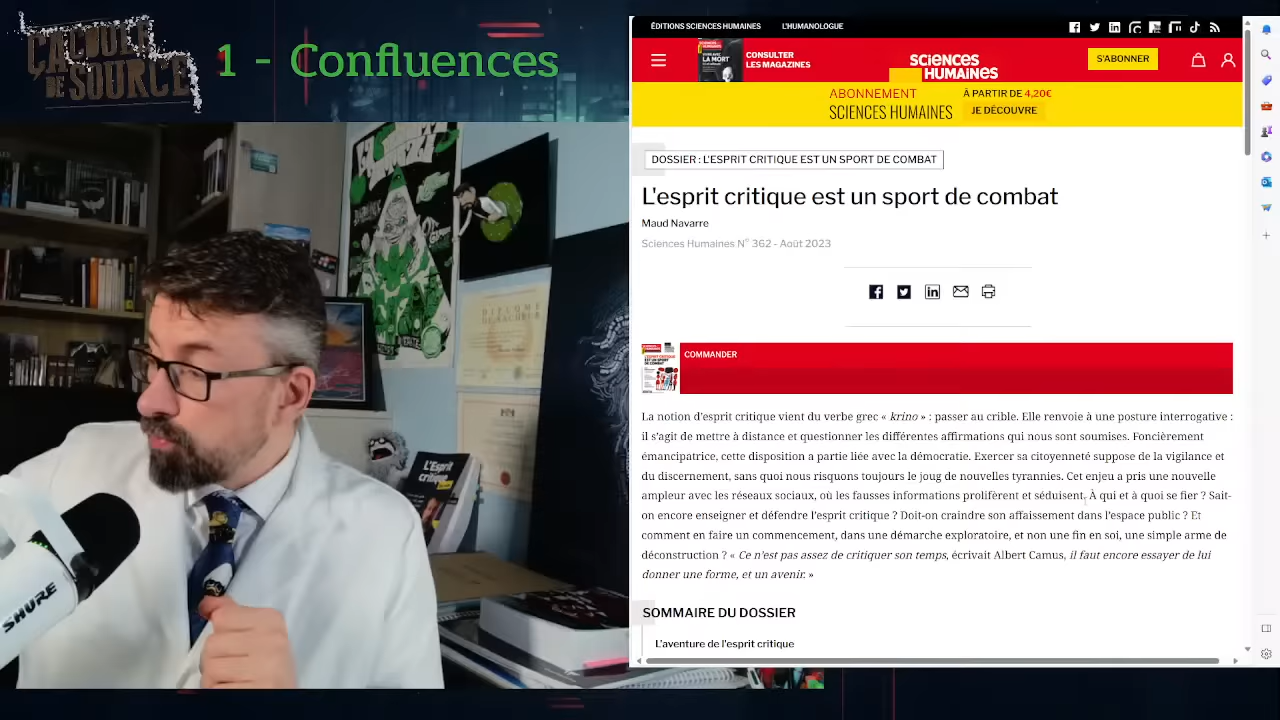 L'ALCOOLIER
DE SOURCE
1 - Confluences
ÉDITIONS SCIENCES HUMAINES
L'HUMANOLOGUE
CONSULTER
LES MAGAZINES
SCIENCES
HUMAINES
S'ABONNER
ABONNEMENT
SCIENCES HUMAINES
À PARTIR DE 4,20€
JE DÉCOUVRE
DOSSIER : L'ESPRIT CRITIQUE EST UN SPORT DE COMBAT
L'esprit critique est un sport de combat
Maud Navarre
Sciences Humaines N° 362 - Août 2023
COMMANDER
La notion d'esprit critique vient du verbe grec « krino » : passer au crible. Elle renvoie à une posture interrogative :
il s'agit de mettre à distance et questionner les différentes affirmations qui nous sont soumises. Foncièrement
émancipatrice, cette disposition a partie liée avec la démocratie. Exercer sa citoyenneté suppose de la vigilance et
du discernement, sans quoi nous risquons toujours le joug de nouvelles tyrannies. Cet enjeu a pris une nouvelle
ampleur avec les réseaux sociaux, où les fausses informations prolifèrent et séduisent. À qui et à quoi se fier ? Sait-
on encore enseigner et défendre l'esprit critique ? Doit-on craindre son affaissement dans l'espace public ? Et
comment en faire un commencement, dans une démarche exploratoire, et non une fin en soi, une simple arme de
déconstruction ? « Ce n'est pas assez de critiquer son temps, écrivait Albert Camus, il faut encore essayer de lui
donner une forme, et un avenir. »
SOMMAIRE DU DOSSIER
L'aventure de l'esprit critique
DIPLOME
L'Esprit
critique
SHURE